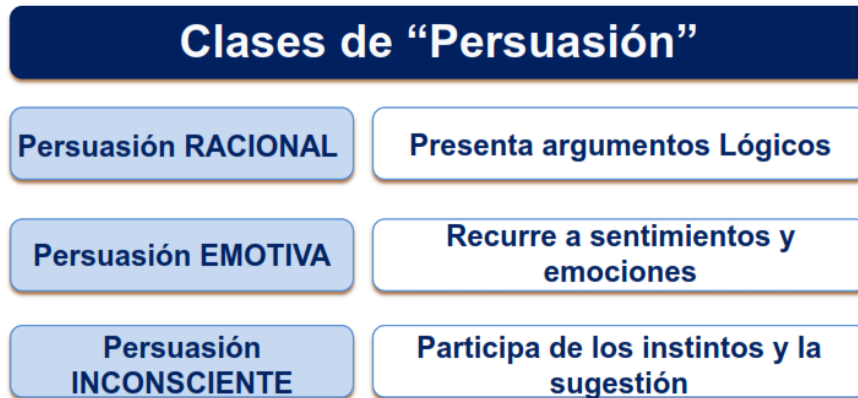 Clases de “Persuasión”
Persuasión RACIONAL
Presenta argumentos Lógicos
Persuasión EMOTIVA
Recurre a sentimientos y
emociones
Persuasión
INCONSCIENTE
Participa de los instintos y la
sugestión